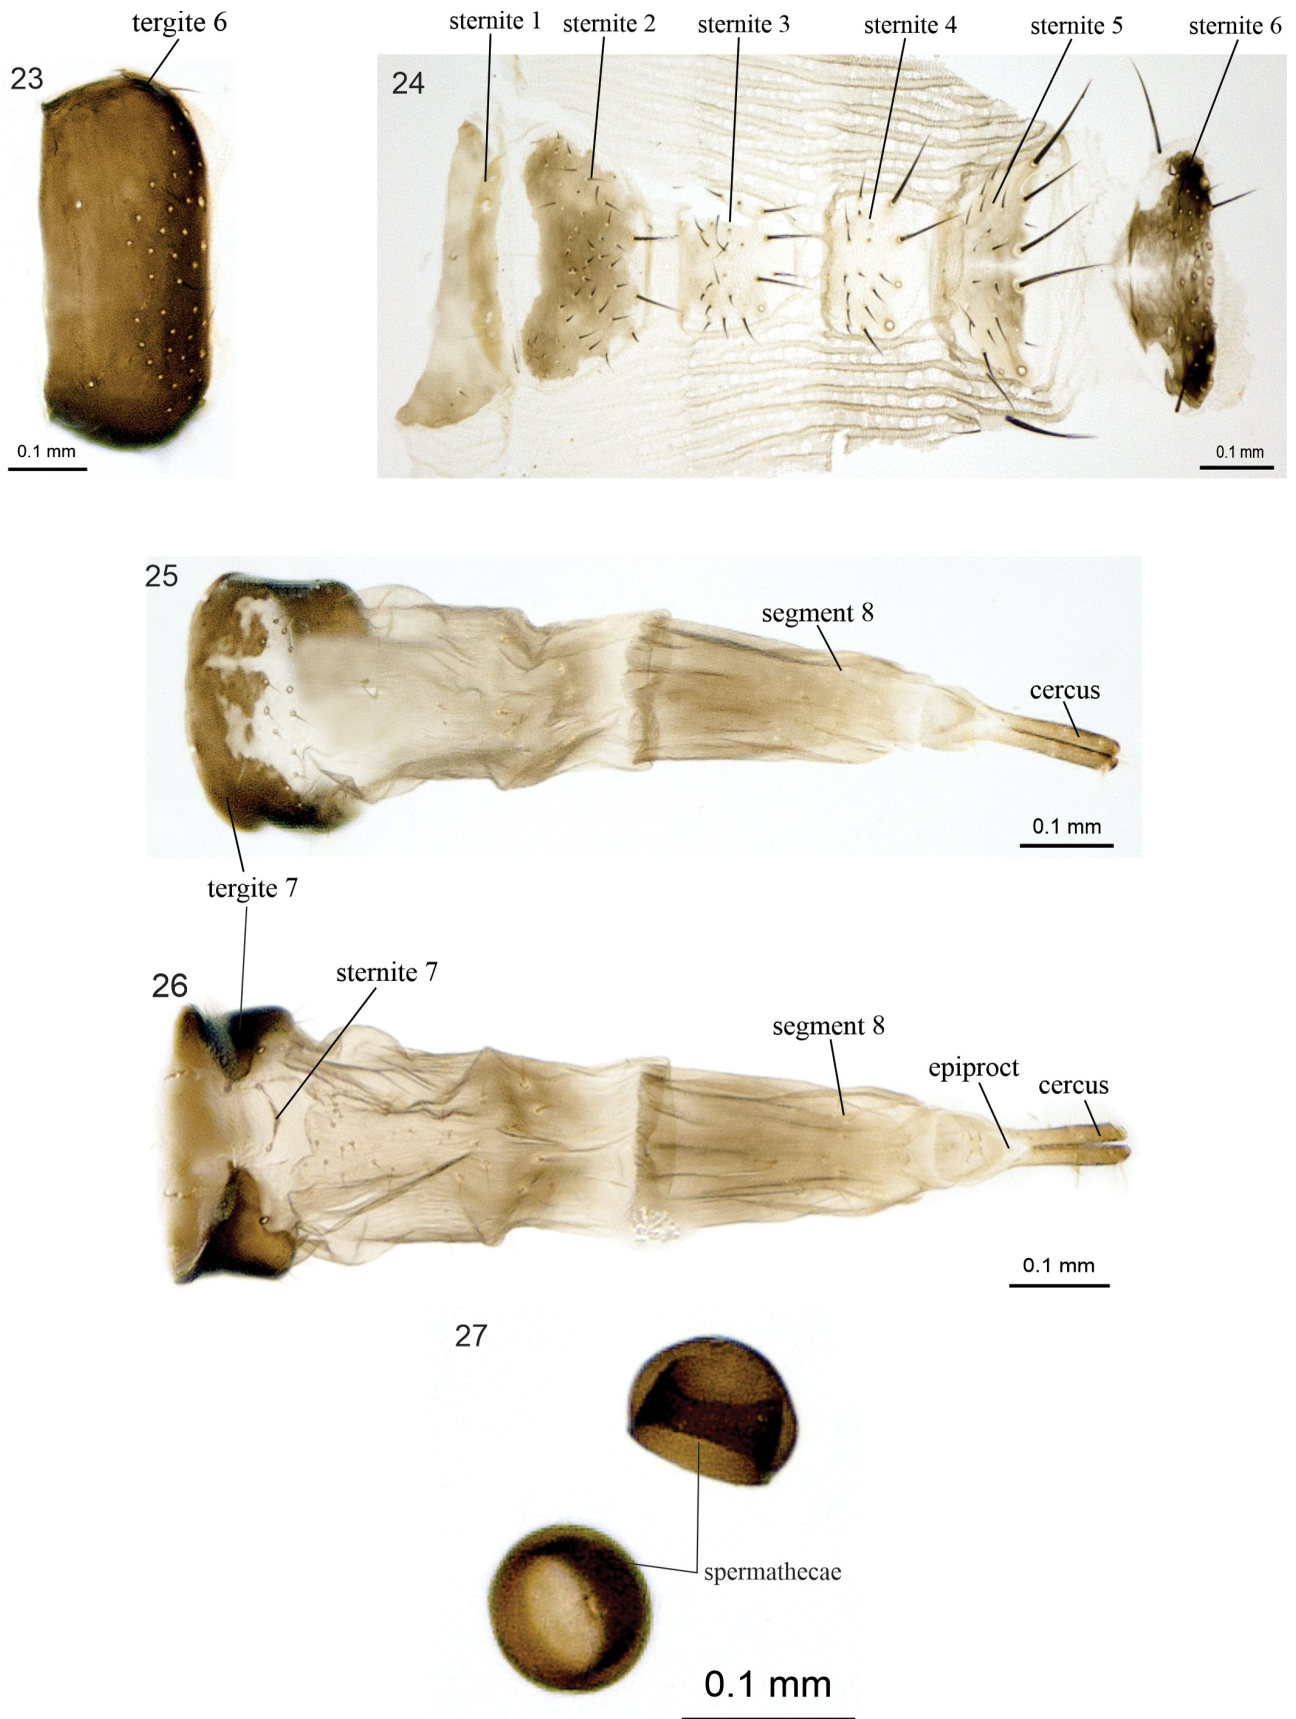 tergite 6
sternite 1
sternite 2
sternite 3
sternite 4
sternite 5
sternite 6
23
24
0.1 mm
0.1 mm
25
segment 8
cercus
0.1 mm
tergite 7
26
sternite 7
segment 8
epiproct
cercus
0.1 mm
27
spermathecae
0.1 mm